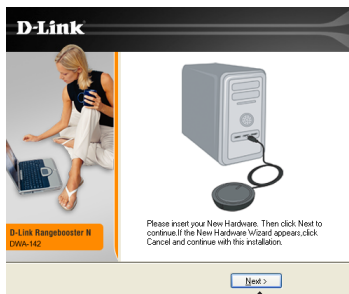 D-Link
Please insert your New Hardware. Then click Next to
continue.If the New Hardware Wizard appears,click
Cancel and continue with this installation.
D-Link Rangebooster N
DWA-142
Next >